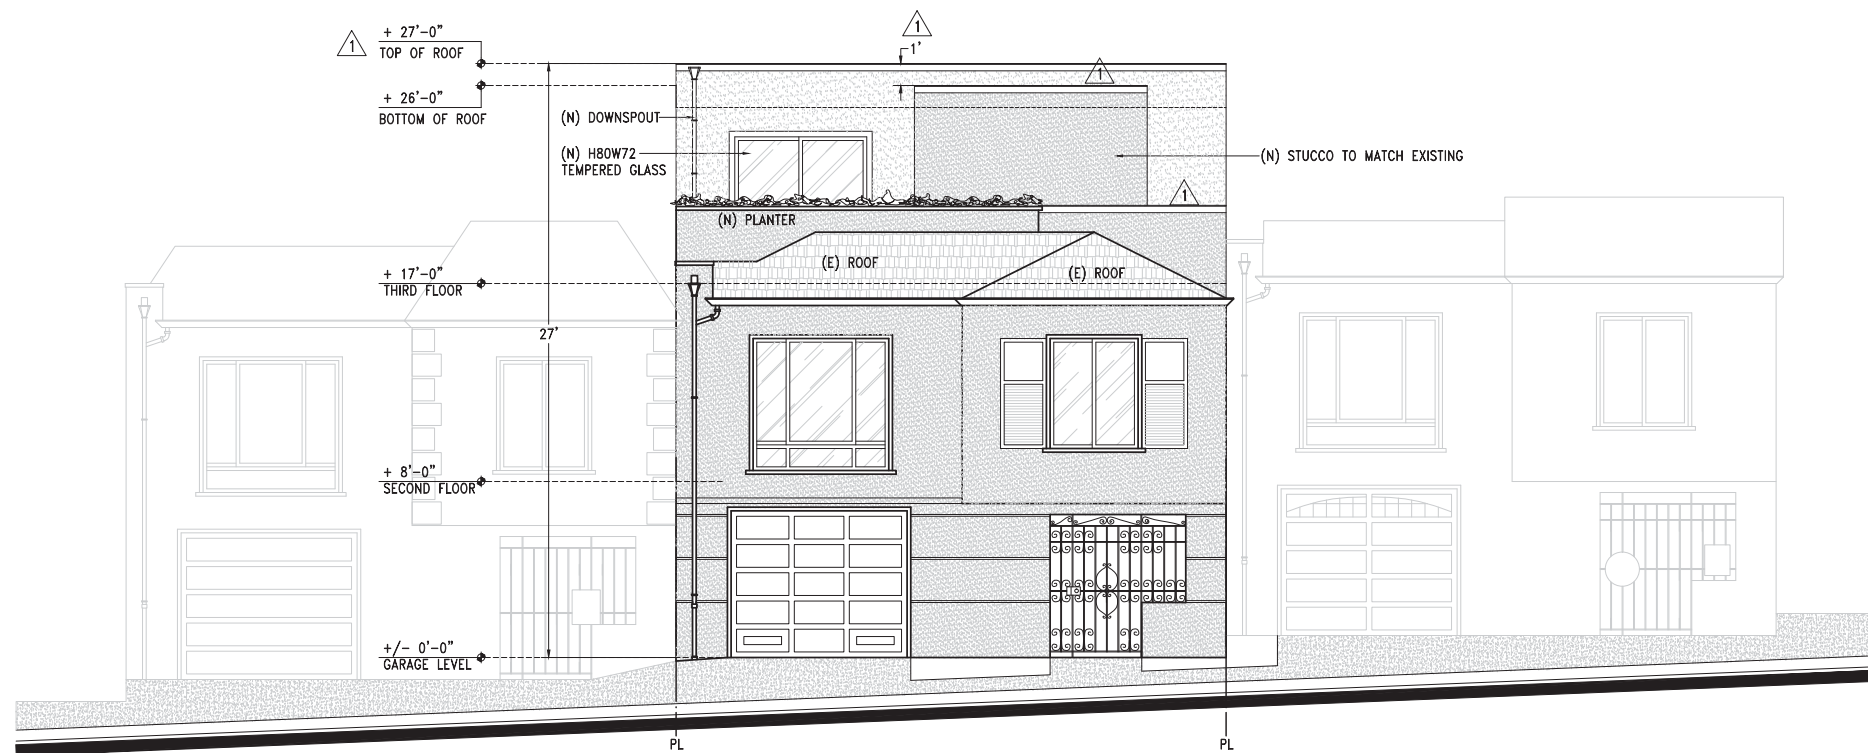 1
+ 27'-0"
TOP OF ROOF
1
1'
1
+ 26'-0"
BOTTOM OF ROOF
(N) DOWNSPOUT
(N) H80W72
TEMPERED GLASS
(N) STUCCO TO MATCH EXISTING
1
(N) PLANTER
(E) ROOF
(E) ROOF
+ 17'-0"
THIRD FLOOR
27'
+ 8'-0"
SECOND FLOOR
+/- 0'-0"
GARAGE LEVEL
PL
PL